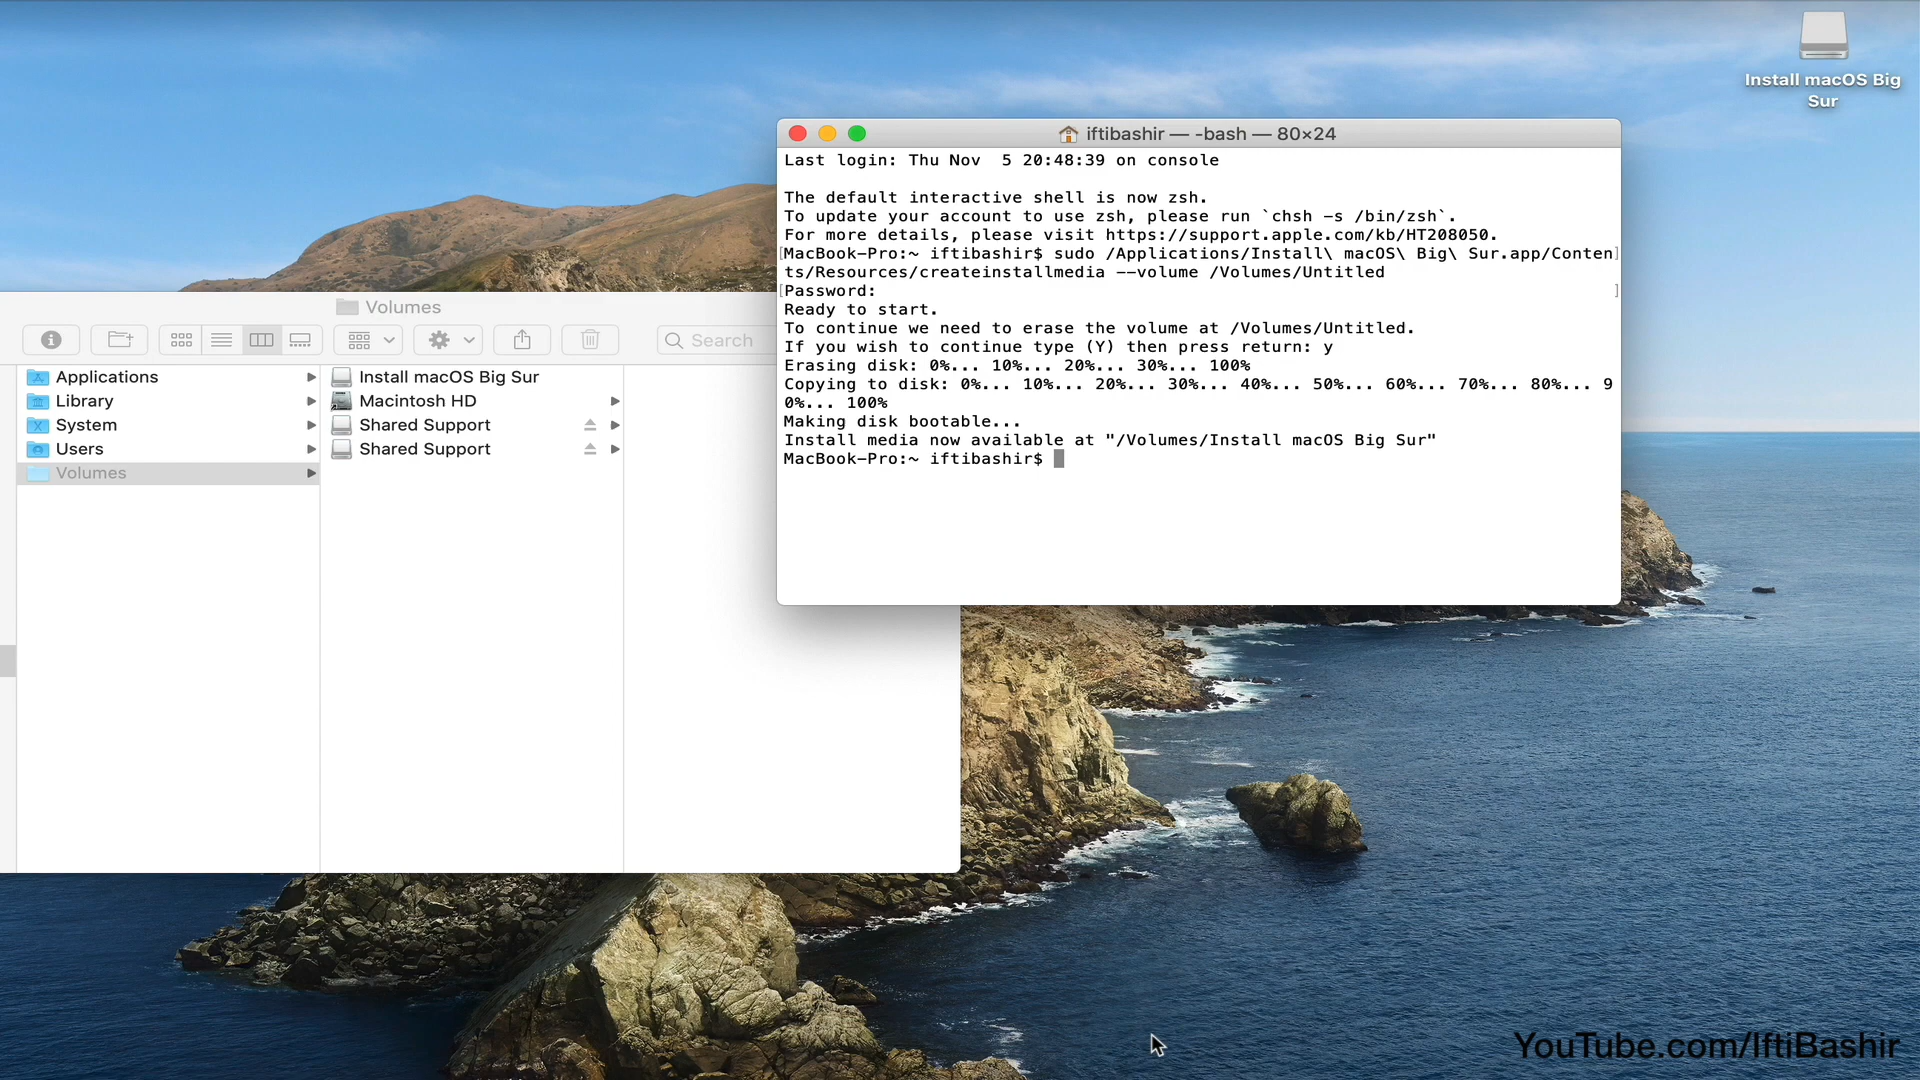 Install macOS Big
Sur
iftibashir — -bash — 80×24
Last login: Thu Nov  5 20:48:39 on console
The default interactive shell is now zsh.
To update your account to use zsh, please run `chsh -s /bin/zsh`.
For more details, please visit https://support.apple.com/kb/HT208050.
[MacBook-Pro:~ iftibashir$ sudo /Applications/Install\ macOS\ Big\ Sur.app/Conten]
ts/Resources/createinstallmedia --volume /Volumes/Untitled
[Password:]
Ready to start.
To continue we need to erase the volume at /Volumes/Untitled.
If you wish to continue type (Y) then press return: y
Erasing disk: 0%... 10%... 20%... 30%... 100%
Copying to disk: 0%... 10%... 20%... 30%... 40%... 50%... 60%... 70%... 80%... 9
0%... 100%
Making disk bootable...
Install media now available at "/Volumes/Install macOS Big Sur"
MacBook-Pro:~ iftibashir$
Volumes
Search
Applications
Library
System
Users
Volumes
Install macOS Big Sur
Macintosh HD
Shared Support
Shared Support
YouTube.com/IftiBashir